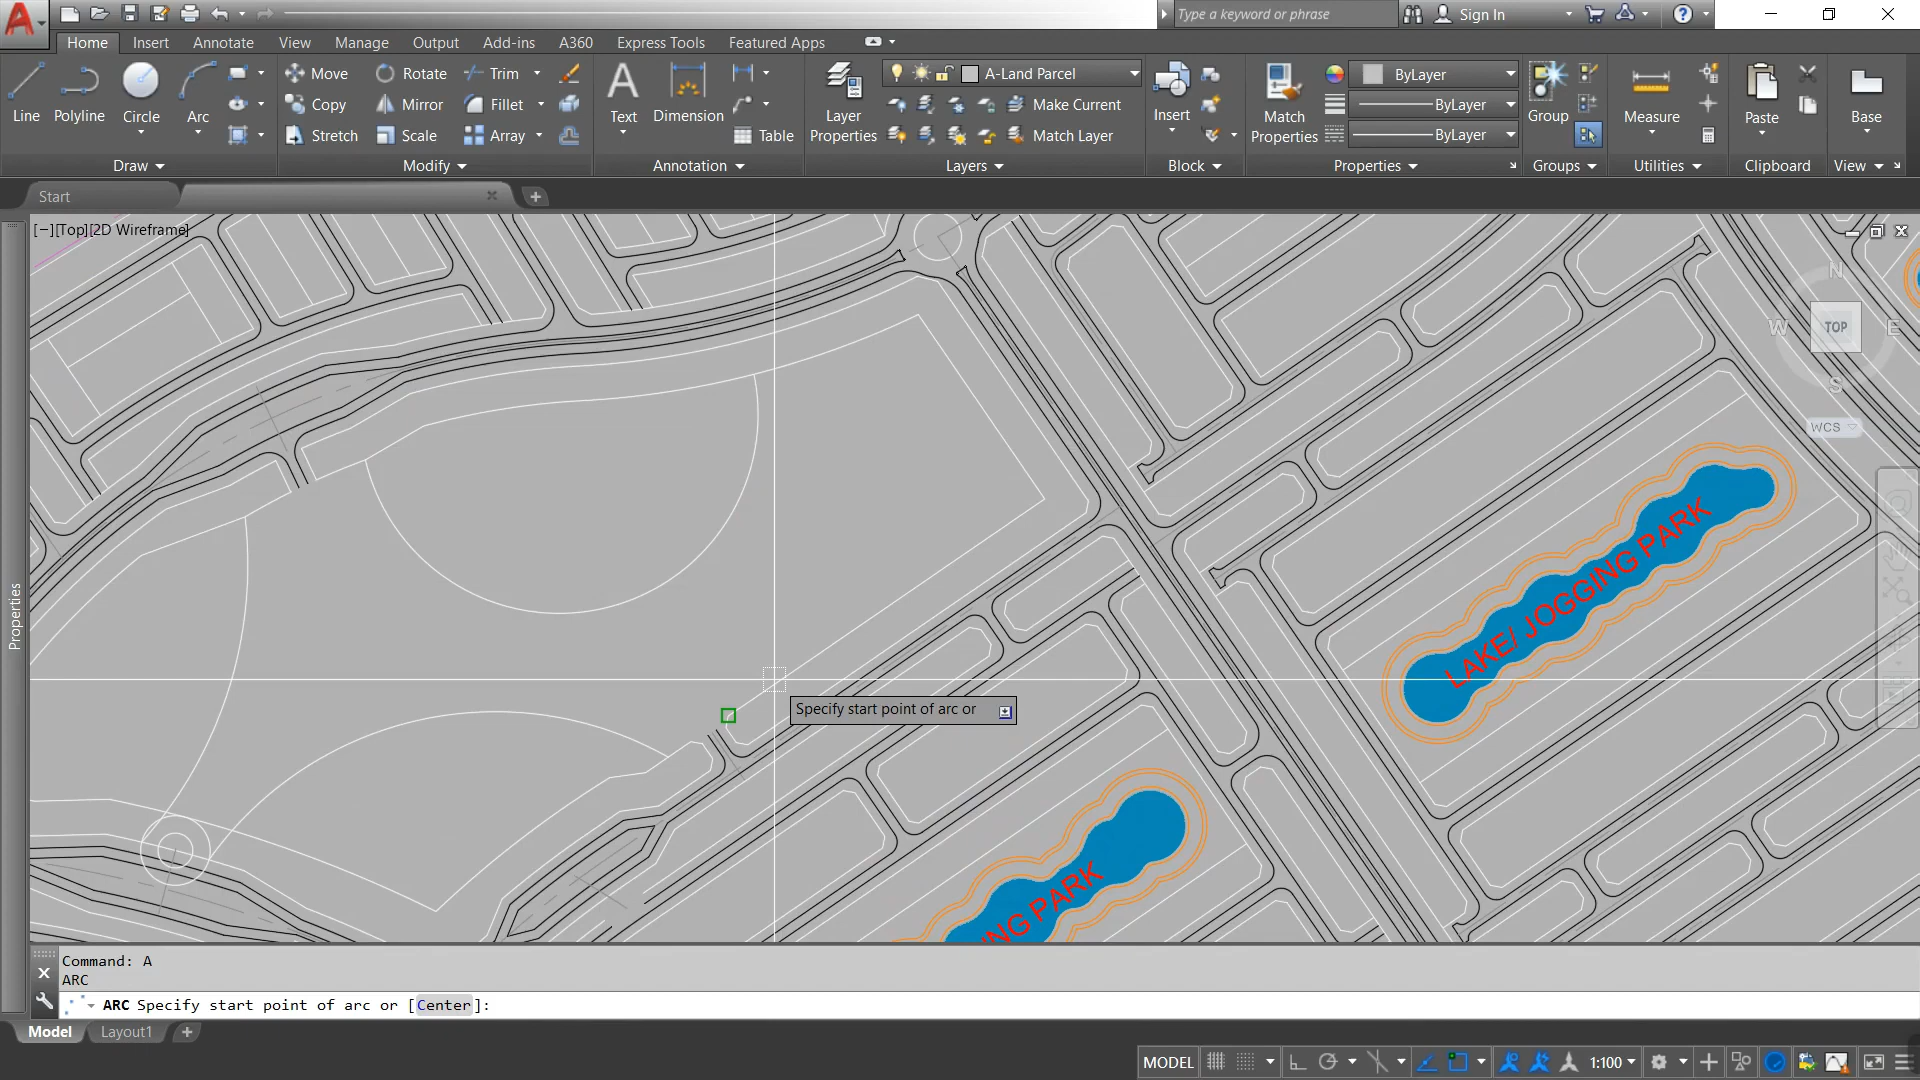 Type a keyword or phrase
Sign In
Home Insert Annotate View Manage Output Add-ins A360 Express Tools Featured Apps
Line Polyline Circle Arc
Move Rotate Trim
Copy Mirror Fillet
Stretch Scale Array
Text Dimension Table
Layer Properties
A-Land Parcel
Make Current
Match Layer
Insert
Match Properties
ByLayer
ByLayer
ByLayer
Group
Measure
Paste
Base
Draw Modify Annotation Layers Block Properties Groups Utilities Clipboard View
Start
[−][Top][2D Wireframe]
N
W TOP E
S
WCS
Properties
LAKE/ JOGGING PARK
Specify start point of arc or
ING PARK
Command: A
ARC
ARC Specify start point of arc or [Center]:
Model Layout1
MODEL 1:100